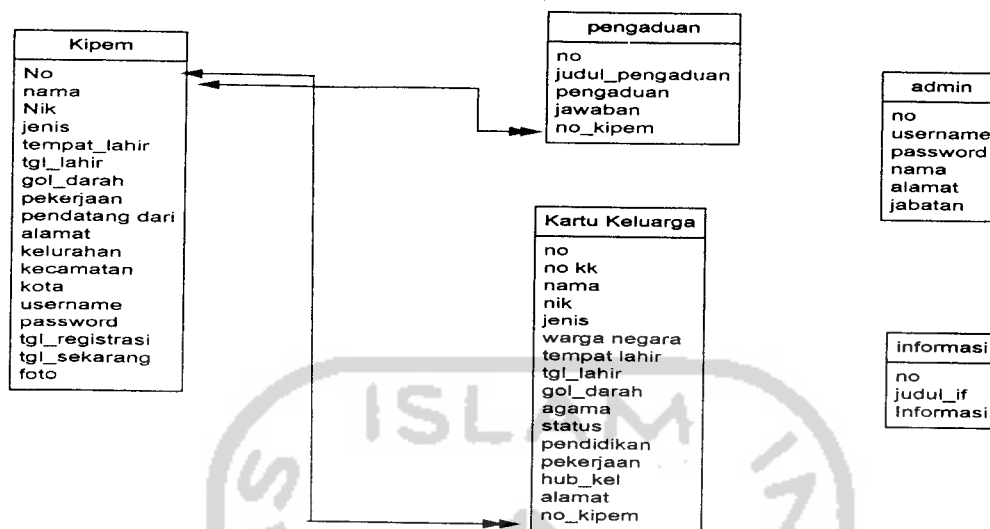 Kipem
No
nama
Nik
jenis
tempat_lahir
tgl_lahir
gol_darah
pekerjaan
pendatang dari
alamat
kelurahan
kecamatan
kota
username
password
tgl_registrasi
tgl_sekarang
foto
pengaduan
no
judul_pengaduan
pengaduan
jawaban
no_kipem
Kartu Keluarga
no
no kk
nama
nik
jenis
warga negara
tempat lahir
tgl_lahir
gol_darah
agama
status
pendidikan
pekerjaan
hub_kel
alamat
no_kipem
admin
no
username
password
nama
alamat
jabatan
informasi
no
judul_if
Informasi
ISLAM